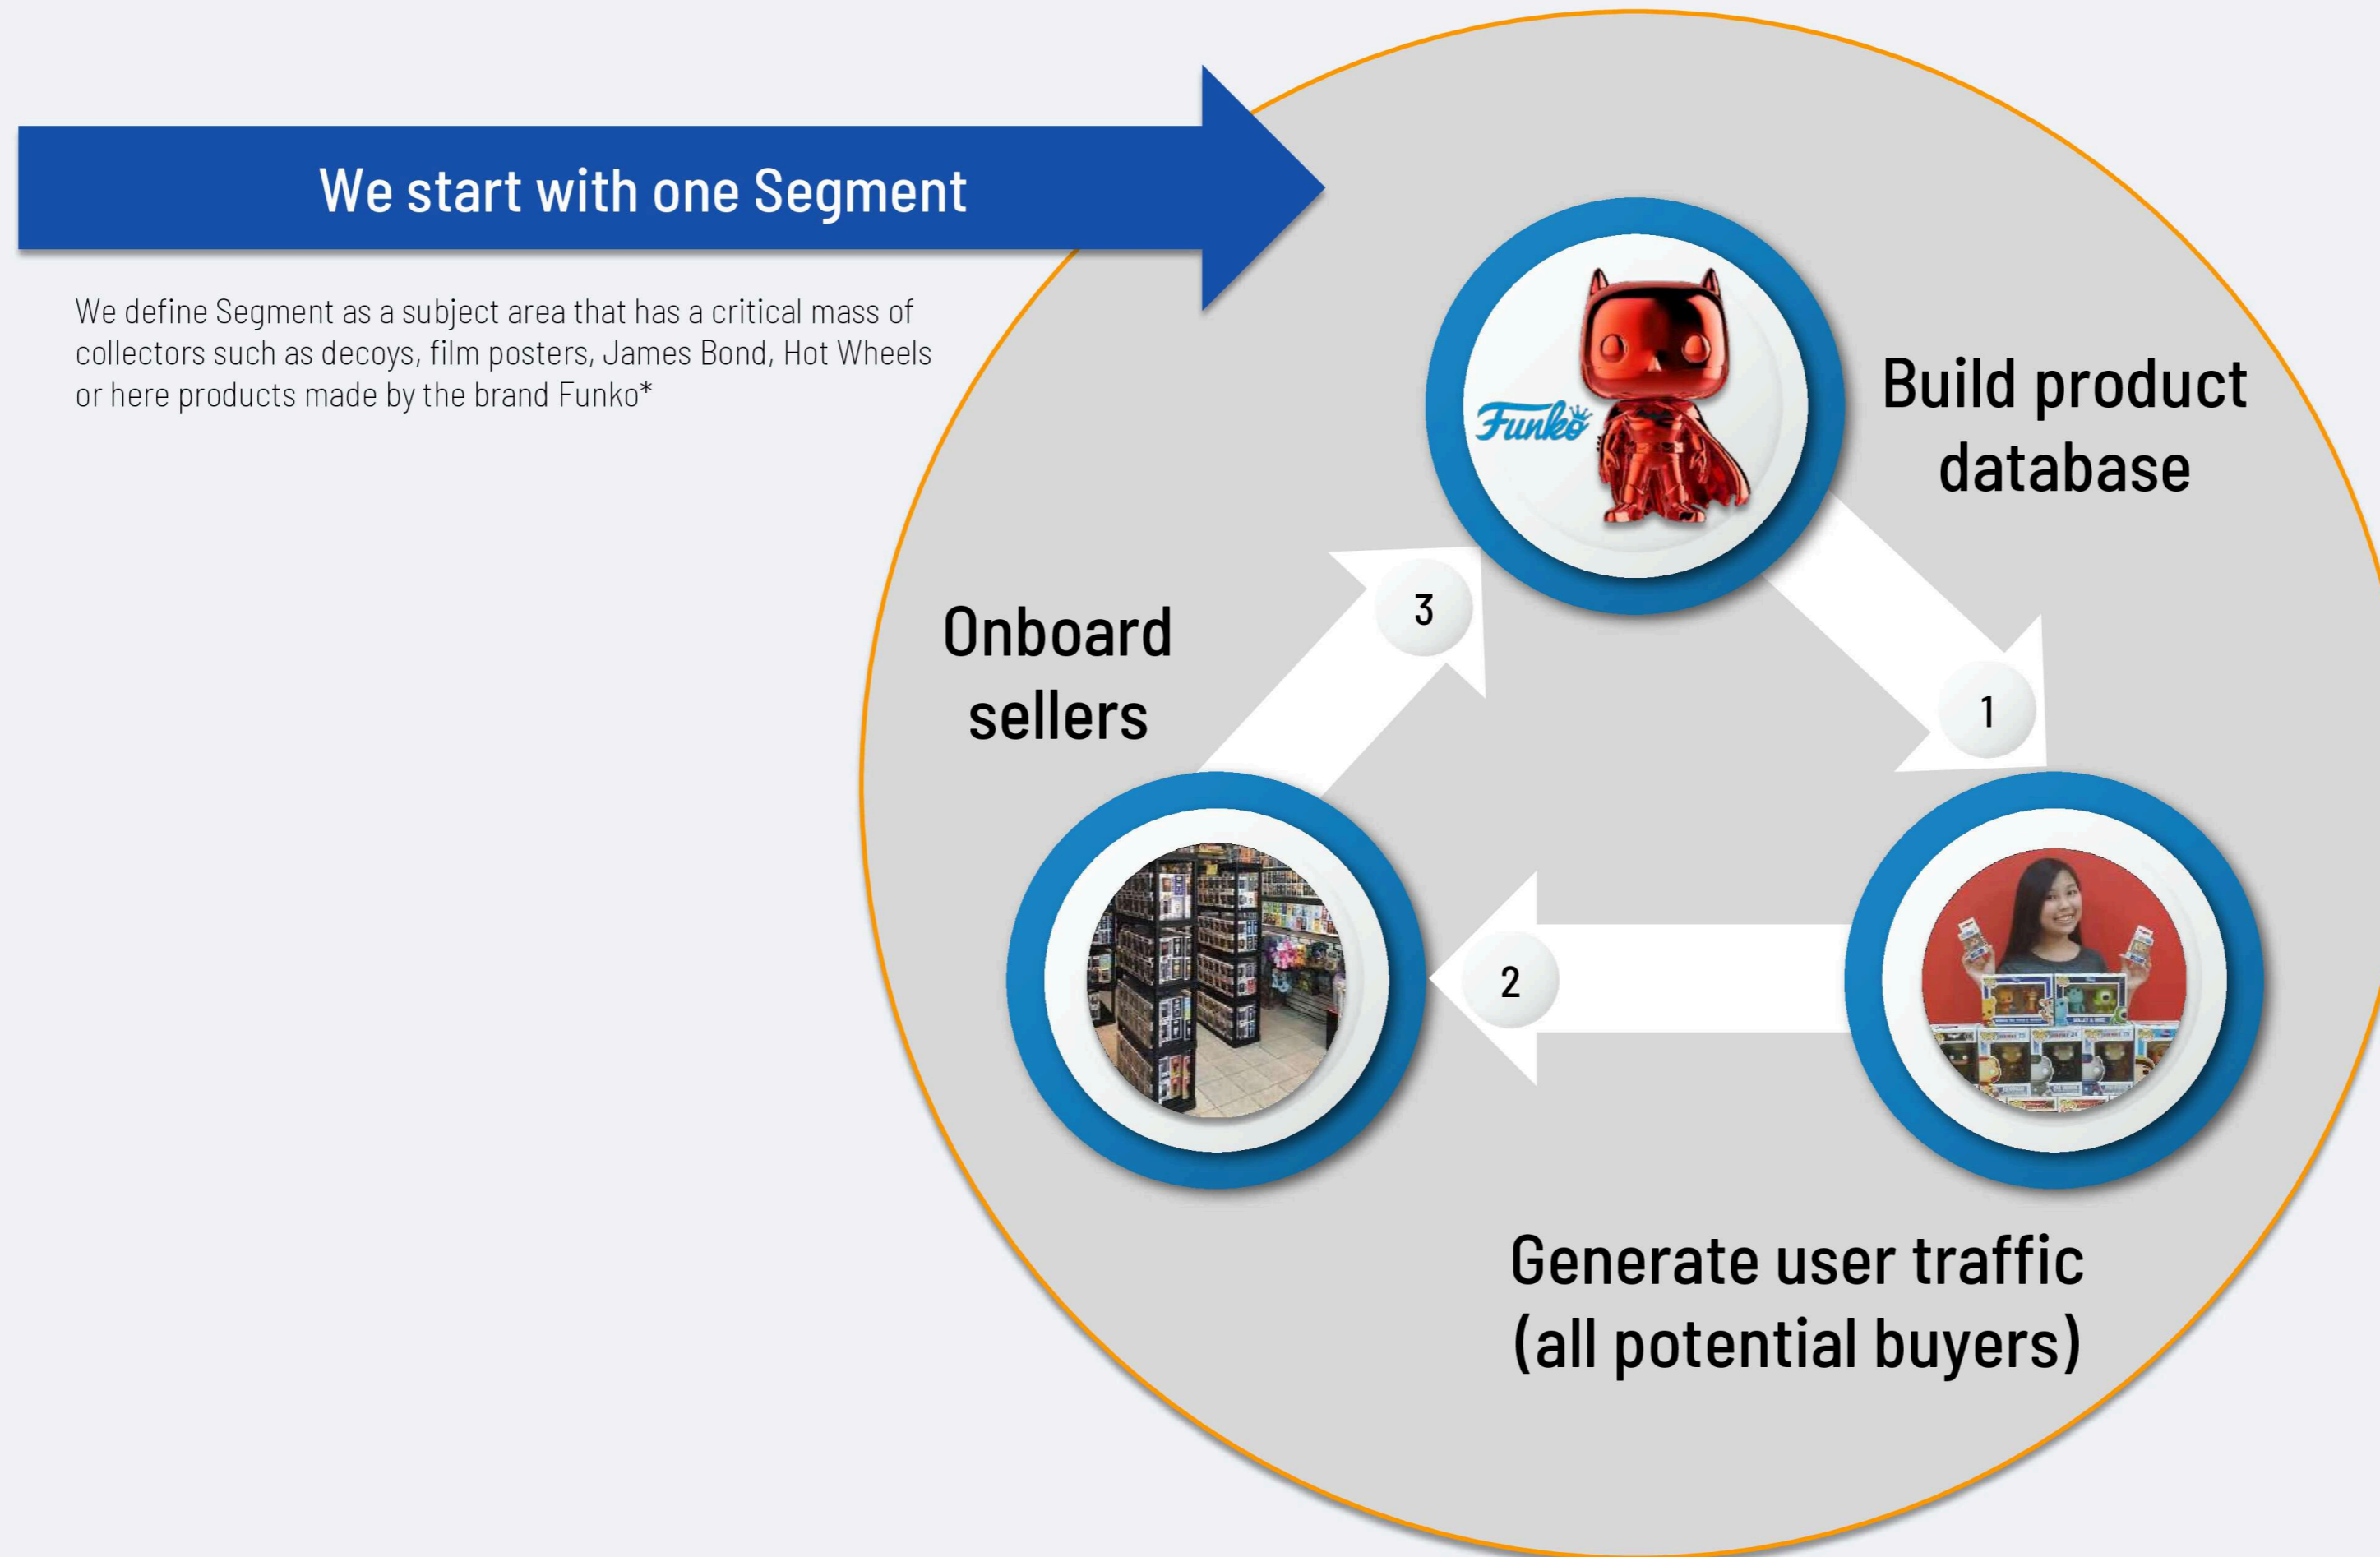 We start with one Segment
We define Segment as a subject area that has a critical mass of
collectors such as decoys, film posters, James Bond, Hot Wheels
or here products made by the brand Funko*
Funko
Build product
database
1
Generate user traffic
(all potential buyers)
2
Onboard
sellers
3